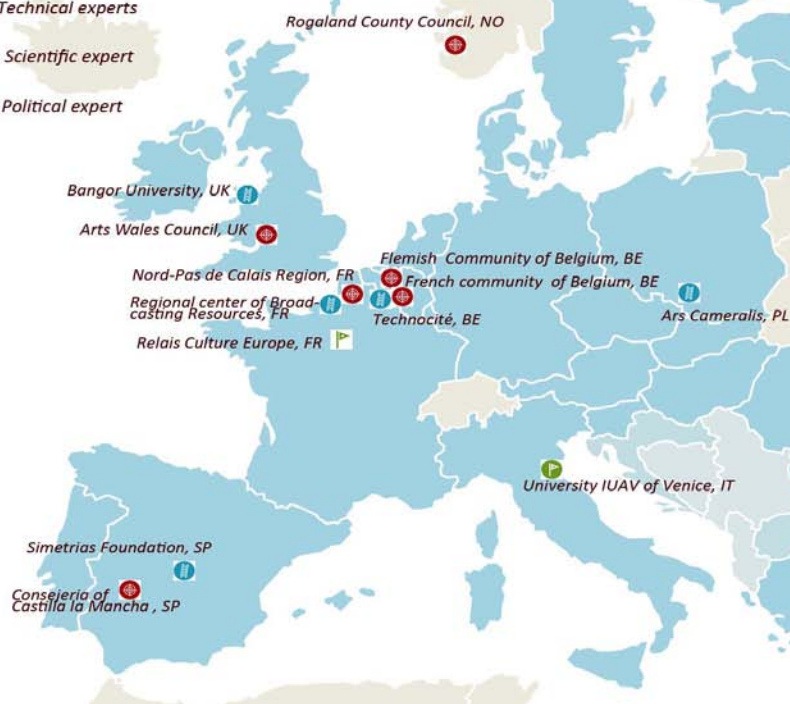 Technical experts
Rogaland County Council, NO
Scientific expert
Political expert
Bangor University, UK
Arts Wales Council, UK
Flemish Community of Belgium, BE
Nord-Pas de Calais Region, FR
French community of Belgium, BE
Regional center of Broad-
casting Resources, FR
Technocité, BE
Ars Cameralis, PL
Relais Culture Europe, FR
University IUAV of Venice, IT
Simetrias Foundation, SP
Consejeria of
Castilla la Mancha , SP